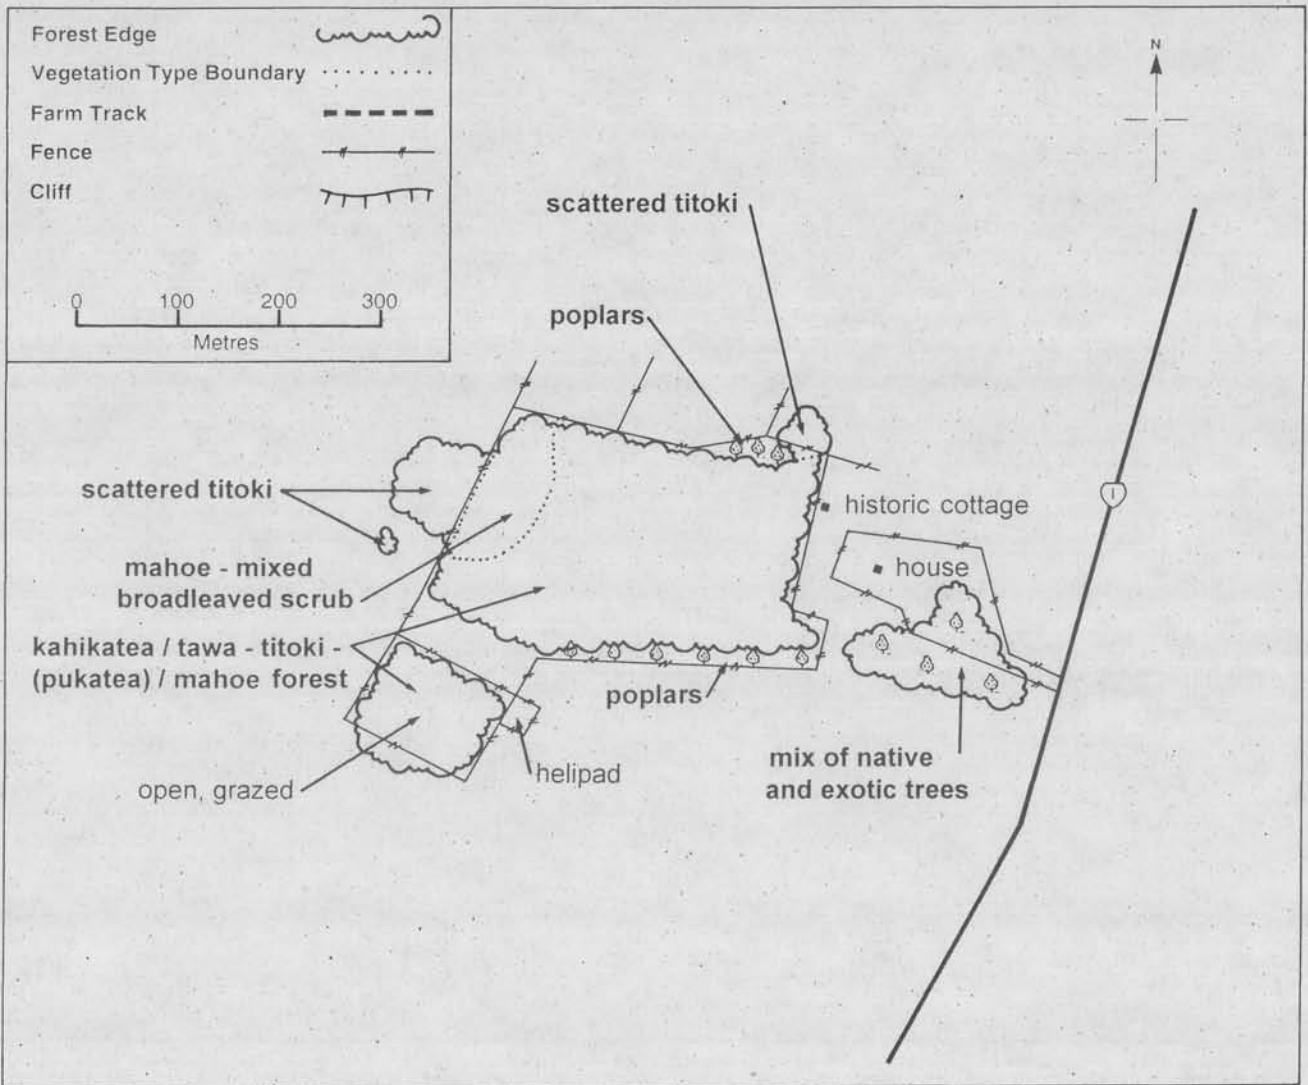 Forest Edge
Vegetation Type Boundary
Farm Track
Fence
Cliff
0 100 200 300
Metres
N
scattered titoki
poplars
scattered titoki
historic cottage
house
mahoe - mixed
broadleaved scrub
kahikatea / tawa - titoki -
(pukatea) / mahoe forest
poplars
open, grazed
helipad
mix of native
and exotic trees
1